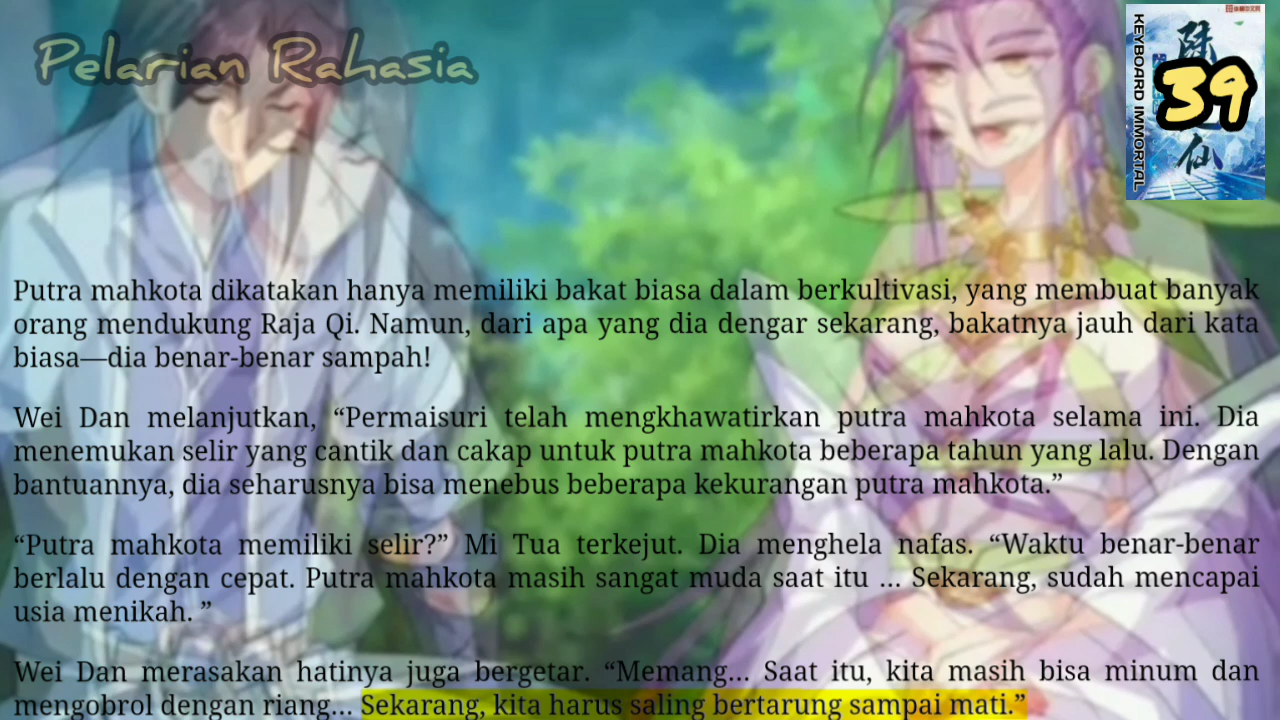 Pelarian Rahasia
KEYBOARD IMMORTAL
39
仙
Putra mahkota dikatakan hanya memiliki bakat biasa dalam berkultivasi, yang membuat banyak
orang mendukung Raja Qi. Namun, dari apa yang dia dengar sekarang, bakatnya jauh dari kata
biasa—dia benar-benar sampah!
Wei Dan melanjutkan, “Permaisuri telah mengkhawatirkan putra mahkota selama ini. Dia
menemukan selir yang cantik dan cakap untuk putra mahkota beberapa tahun yang lalu. Dengan
bantuannya, dia seharusnya bisa menebus beberapa kekurangan putra mahkota.”
“Putra mahkota memiliki selir?” Mi Tua terkejut. Dia menghela nafas. “Waktu benar-benar
berlalu dengan cepat. Putra mahkota masih sangat muda saat itu ... Sekarang, sudah mencapai
usia menikah. ”
Wei Dan merasakan hatinya juga bergetar. “Memang... Saat itu, kita masih bisa minum dan
mengobrol dengan riang... Sekarang, kita harus saling bertarung sampai mati.”